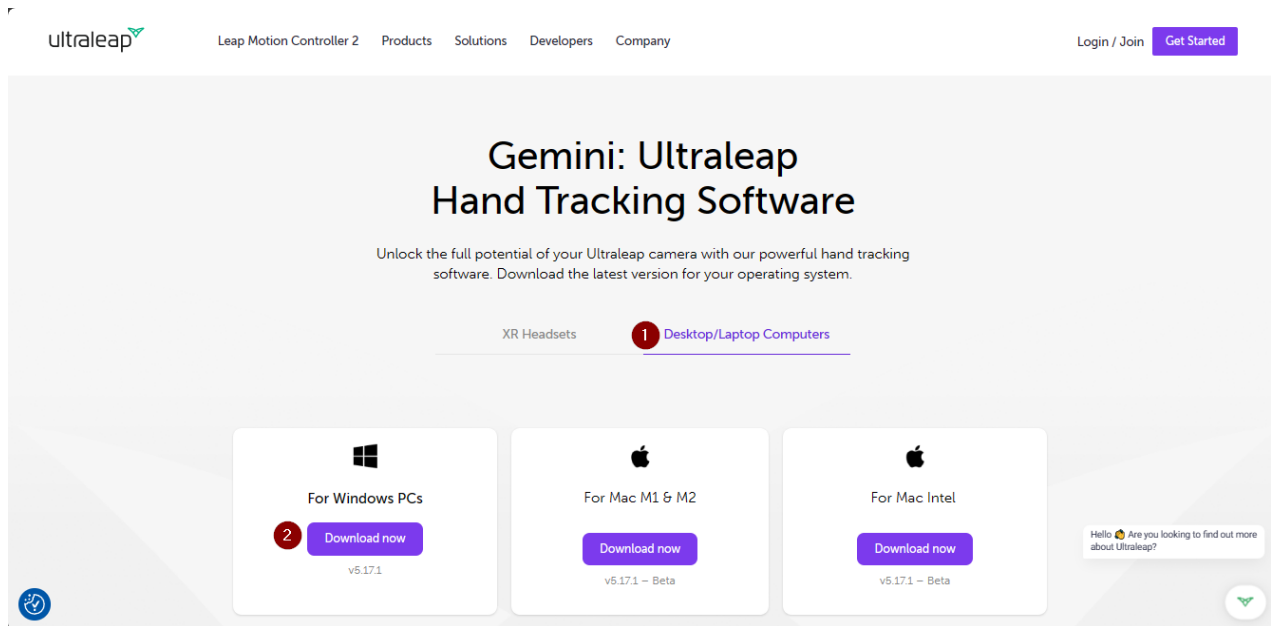 ultraleap
Leap Motion Controller 2 Products Solutions Developers Company
Login / Join Get Started
Gemini: Ultraleap
Hand Tracking Software
Unlock the full potential of your Ultraleap camera with our powerful hand tracking
software. Download the latest version for your operating system.
XR Headsets 1 Desktop/Laptop Computers
For Windows PCs
2 Download now
v5.17.1
For Mac M1 & M2
Download now
v5.17.1 – Beta
For Mac Intel
Download now
v5.17.1 – Beta
Hello 👏 Are you looking to find out more
about Ultraleap?